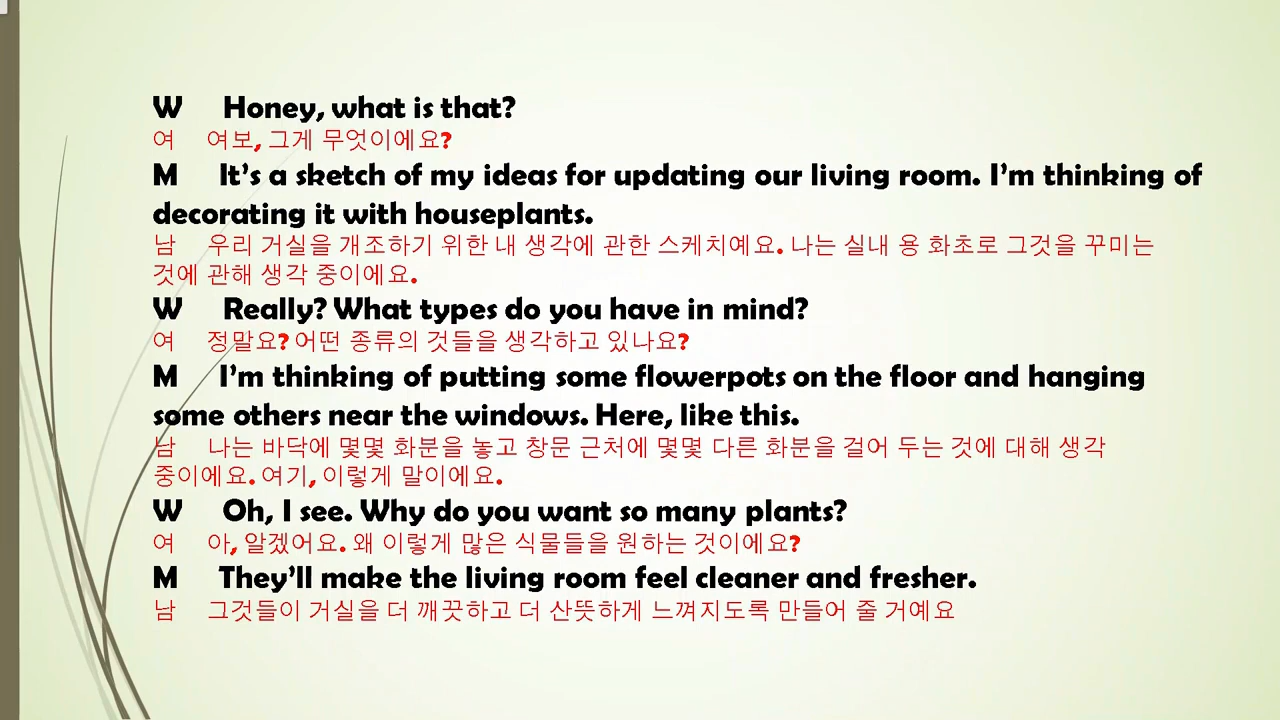 W Honey, what is that?
여 여보, 그게 무엇이에요?
M It's a sketch of my ideas for updating our living room. I'm thinking of
decorating it with houseplants.
남 우리 거실을 개조하기 위한 내 생각에 관한 스케치예요. 나는 실내 용 화초로 그것을 꾸미는
것에 관해 생각 중이에요.
W Really? What types do you have in mind?
여 정말요? 어떤 종류의 것들을 생각하고 있나요?
M I'm thinking of putting some flowerpots on the floor and hanging
some others near the windows. Here, like this.
남 나는 바닥에 몇몇 화분을 놓고 창문 근처에 몇몇 다른 화분을 걸어 두는 것에 대해 생각
중이에요. 여기, 이렇게 말이에요.
W Oh, I see. Why do you want so many plants?
여 아, 알겠어요. 왜 이렇게 많은 식물들을 원하는 것이에요?
M They'll make the living room feel cleaner and fresher.
남 그것들이 거실을 더 깨끗하고 더 산뜻하게 느껴지도록 만들어 줄 거예요